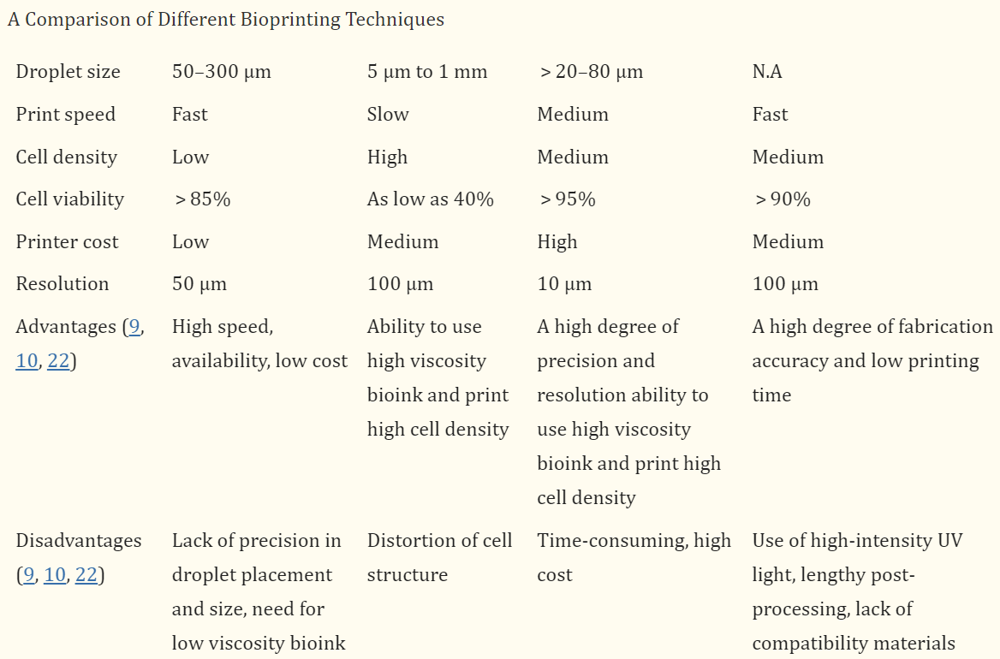 A Comparison of Different Bioprinting Techniques
Droplet size 50–300 μm 5 μm to 1 mm > 20–80 μm N.A
Print speed Fast Slow Medium Fast
Cell density Low High Medium Medium
Cell viability > 85% As low as 40% > 95% > 90%
Printer cost Low Medium High Medium
Resolution 50 μm 100 μm 10 μm 100 μm
Advantages (9, High speed, Ability to use A high degree of A high degree of fabrication
10, 22) availability, low cost high viscosity precision and accuracy and low printing
bioink and print resolution ability to time
high cell density use high viscosity
bioink and print high
cell density
Disadvantages Lack of precision in Distortion of cell Time-consuming, high Use of high-intensity UV
(9, 10, 22) droplet placement structure cost light, lengthy post-
and size, need for processing, lack of
low viscosity bioink compatibility materials